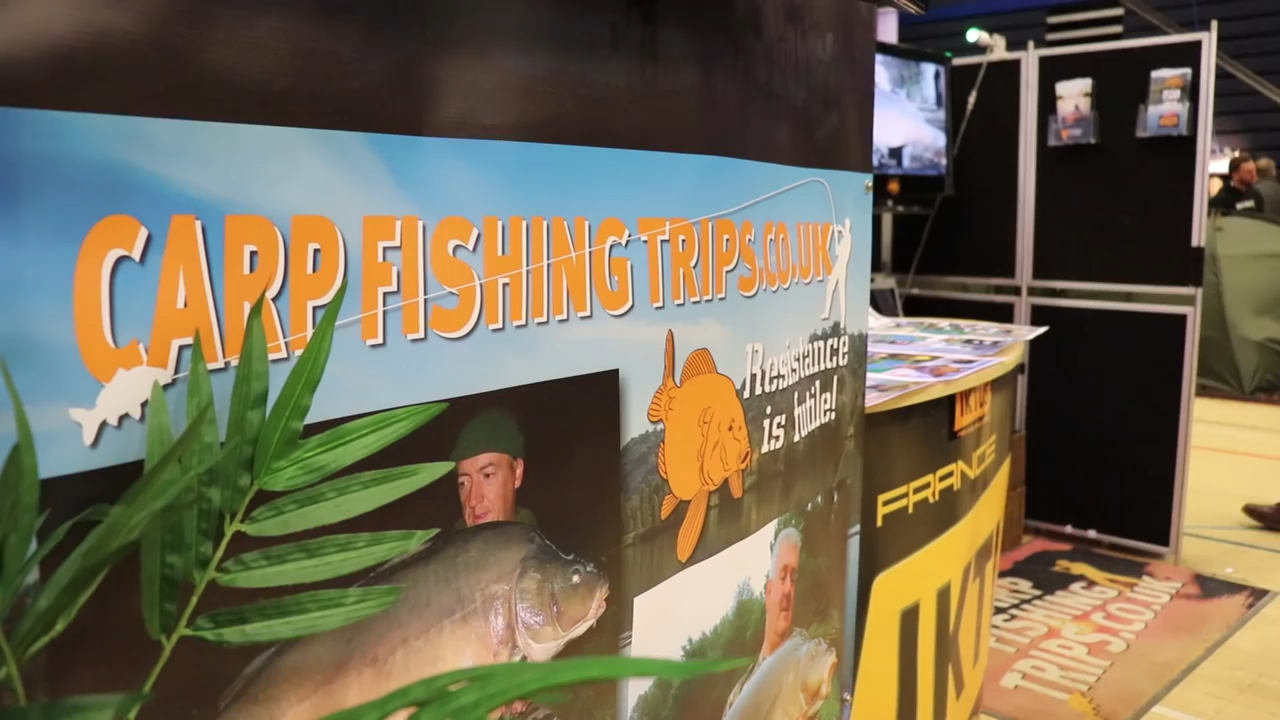 CARP FISHING TRIPS.CO.UK
Resistance
is futile!
FRANCE
FISHING
TRIPS.CO.UK